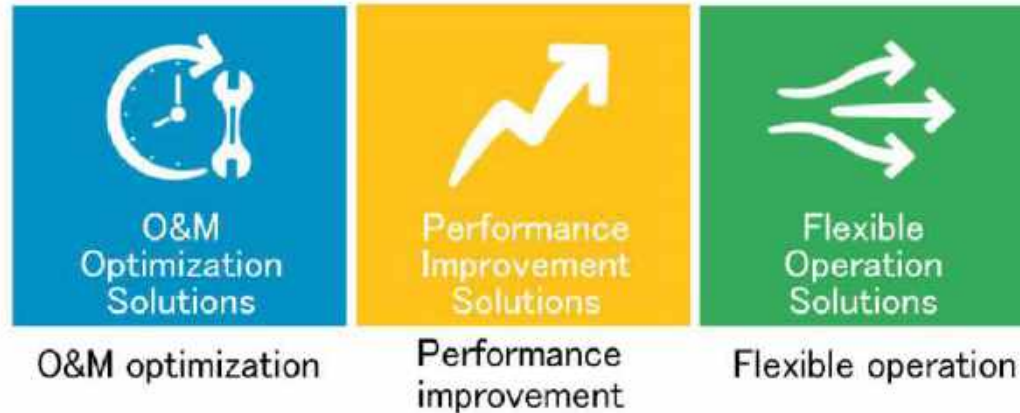 O&M
Optimization
Solutions
Performance
Improvement
Solutions
Flexible
Operation
Solutions
O&M optimization
Performance
improvement
Flexible operation